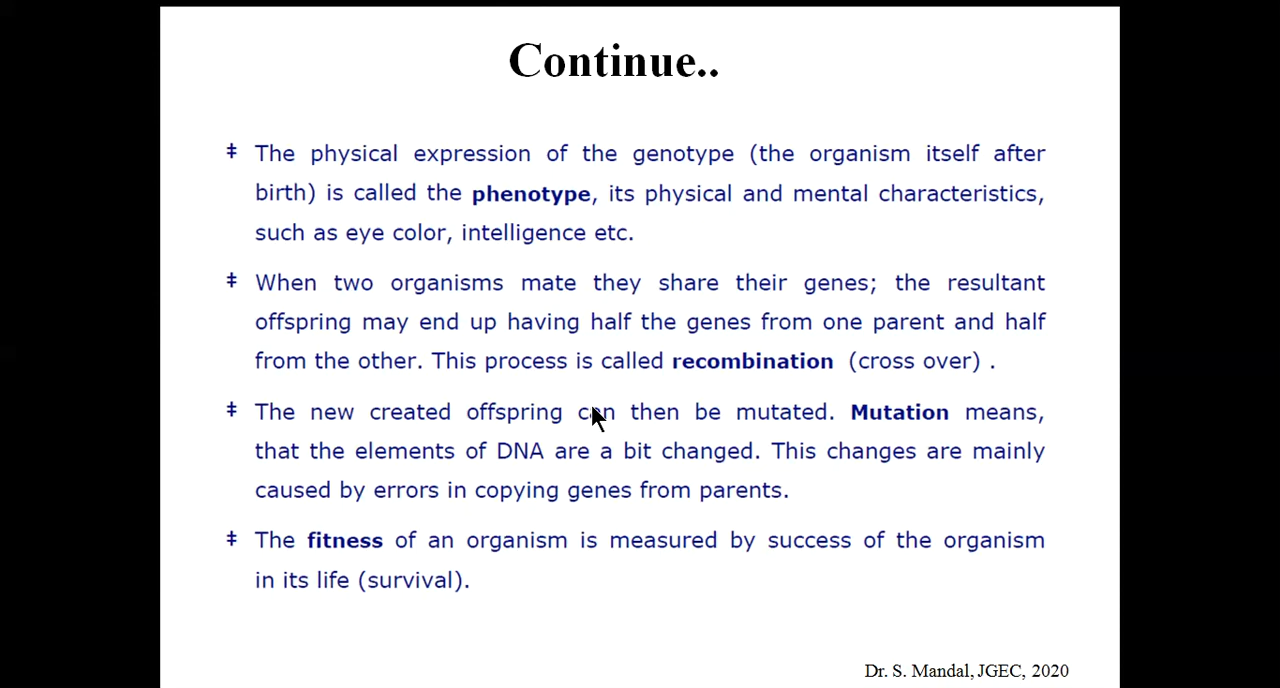 Continue..
‡ The physical expression of the genotype (the organism itself after
birth) is called the phenotype, its physical and mental characteristics,
such as eye color, intelligence etc.
‡ When two organisms mate they share their genes; the resultant
offspring may end up having half the genes from one parent and half
from the other. This process is called recombination (cross over) .
‡ The new created offspring can then be mutated. Mutation means,
that the elements of DNA are a bit changed. This changes are mainly
caused by errors in copying genes from parents.
‡ The fitness of an organism is measured by success of the organism
in its life (survival).
Dr. S. Mandal, JGEC, 2020